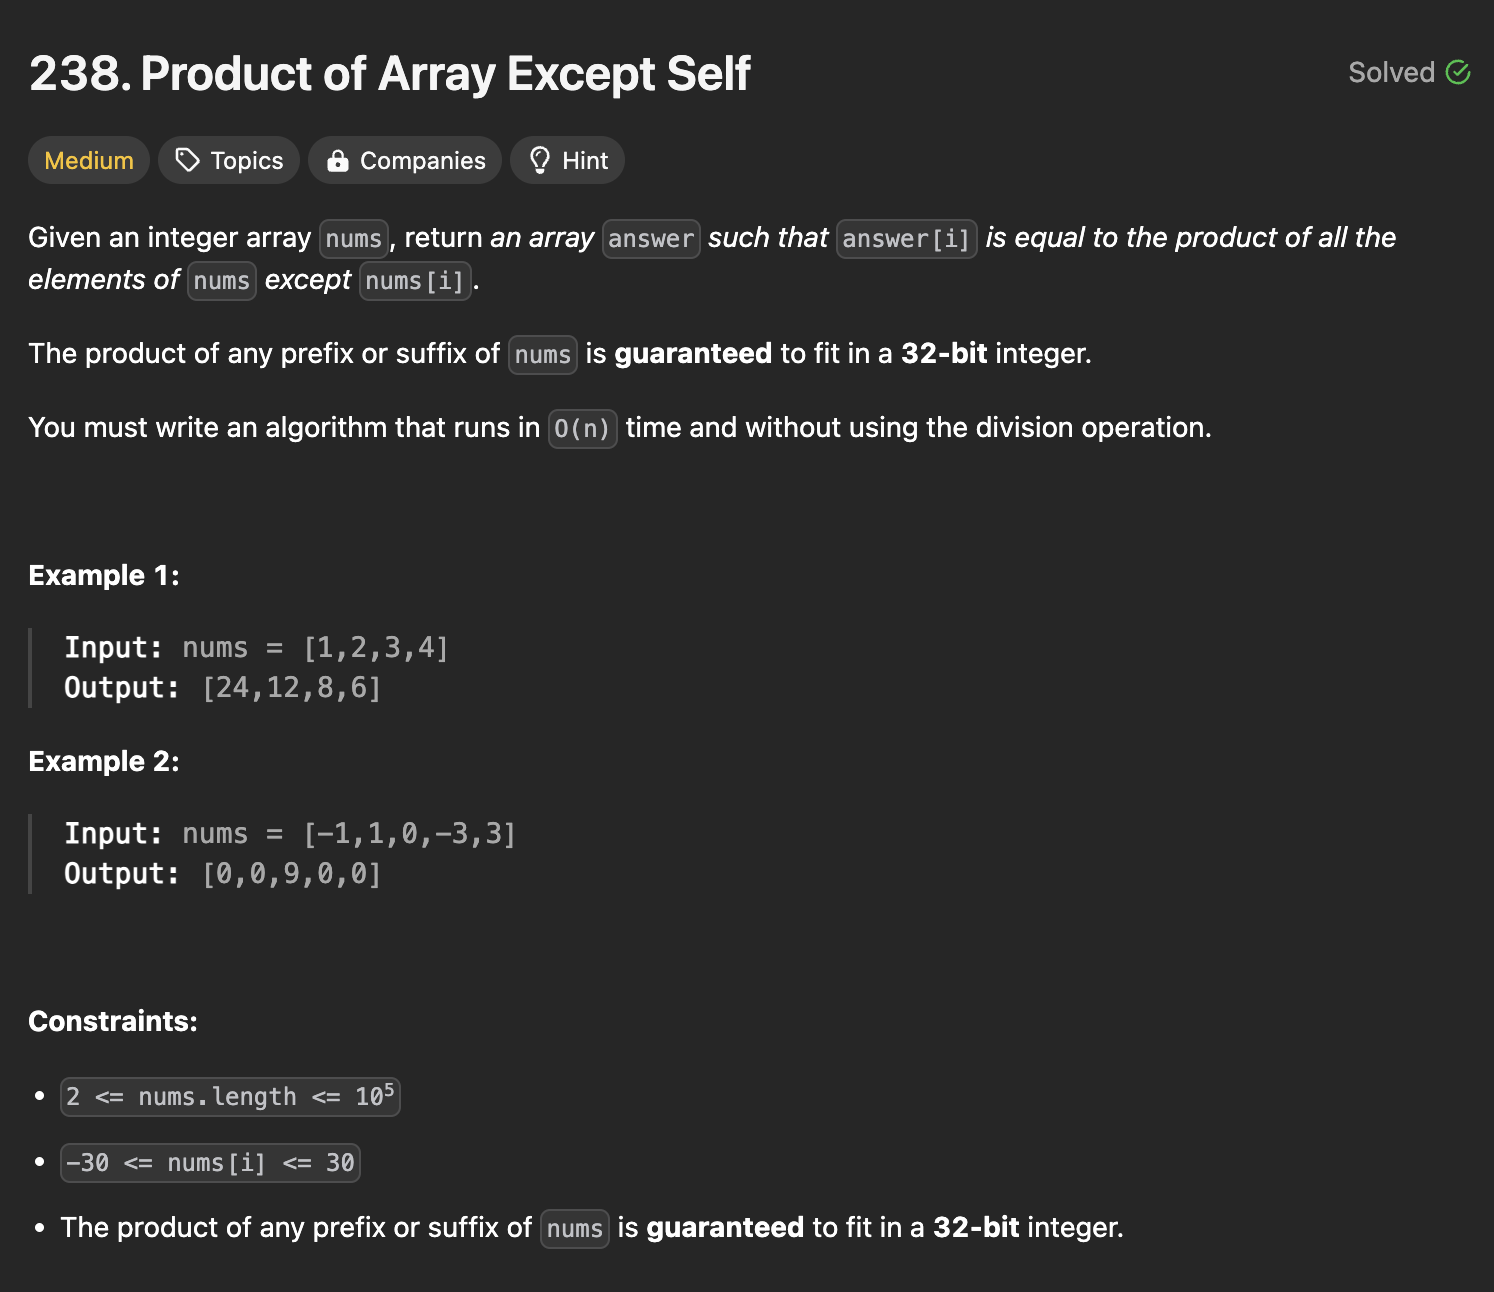 238. Product of Array Except Self
Solved
Medium Topics Companies Hint
Given an integer array nums, return an array answer such that answer[i] is equal to the product of all the
elements of nums except nums[i].
The product of any prefix or suffix of nums is guaranteed to fit in a 32-bit integer.
You must write an algorithm that runs in O(n) time and without using the division operation.
Example 1:
Input: nums = [1,2,3,4]
Output: [24,12,8,6]
Example 2:
Input: nums = [-1,1,0,-3,3]
Output: [0,0,9,0,0]
Constraints:
• 2 <= nums.length <= 10⁵
• -30 <= nums[i] <= 30
• The product of any prefix or suffix of nums is guaranteed to fit in a 32-bit integer.